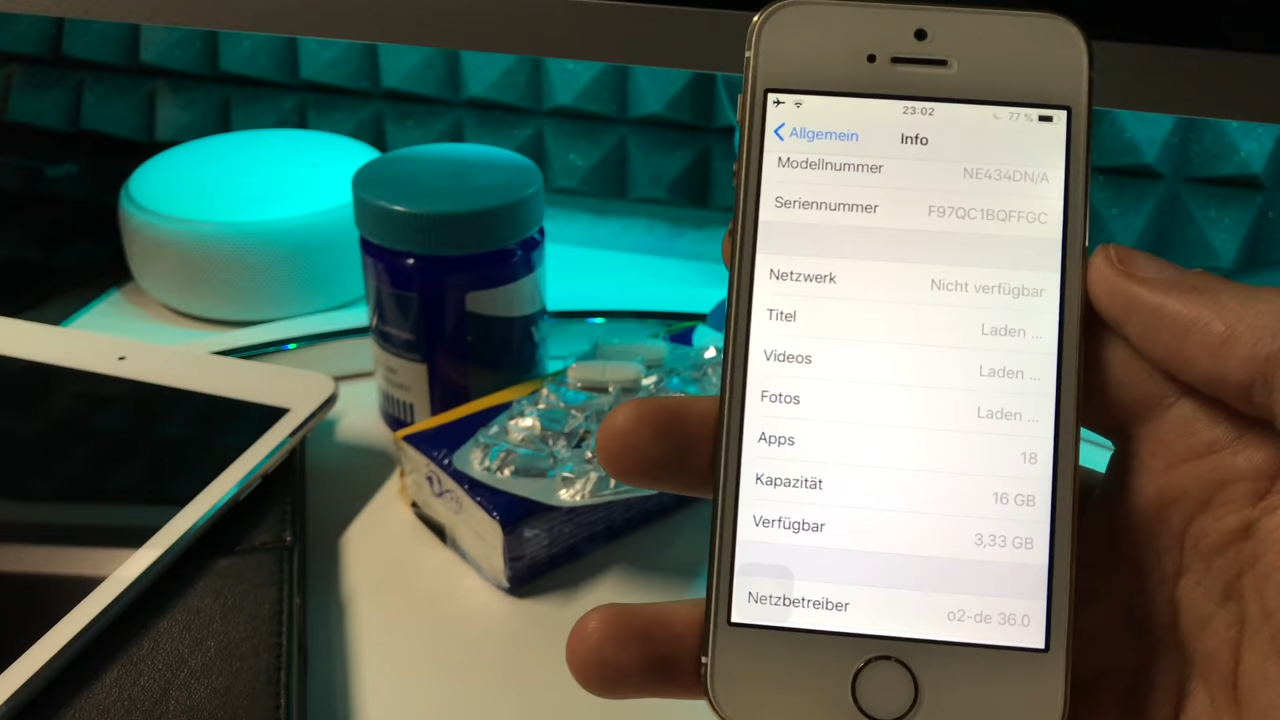 23:02
77 %
Allgemein
Info
Modellnummer NE434DN/A
Seriennummer F97QC1BQFFGC
Netzwerk Nicht verfügbar
Titel Laden ...
Videos Laden ...
Fotos Laden ...
Apps 18
Kapazität 16 GB
Verfügbar 3,33 GB
Netzbetreiber o2-de 36.0